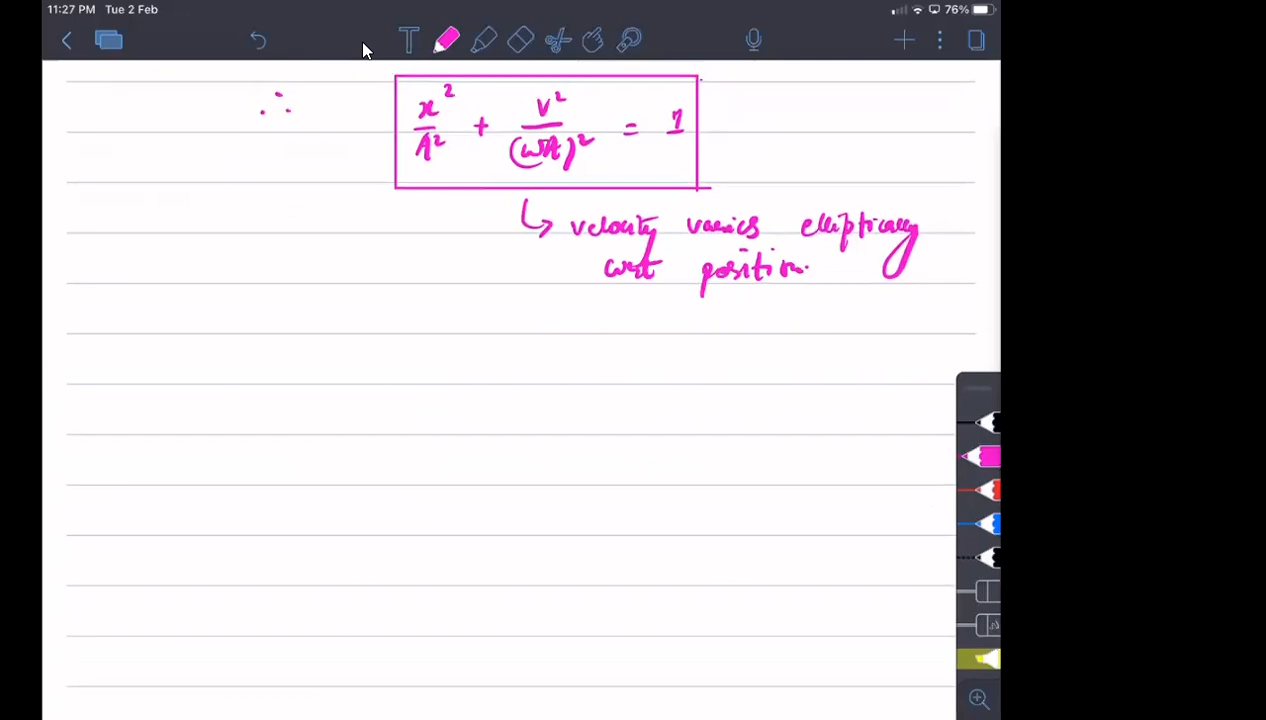 11:27 PM Tue 2 Feb 76%
T
∴ x²/A² + v²/(ωA)² = 1
↳ velocity varies elliptically
wrt position.